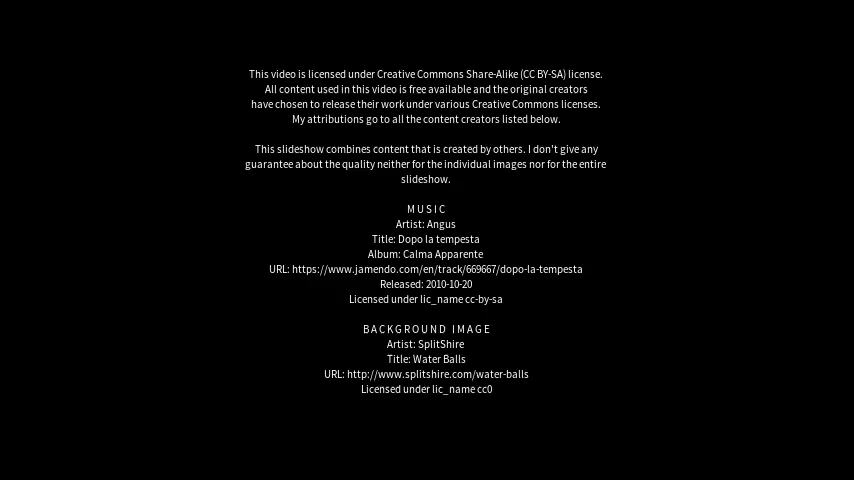 This video is licensed under Creative Commons Share-Alike (CC BY-SA) license.
All content used in this video is free available and the original creators
have chosen to release their work under various Creative Commons licenses.
My attributions go to all the content creators listed below.
This slideshow combines content that is created by others. I don't give any
guarantee about the quality neither for the individual images nor for the entire
slideshow.
MUSIC
Artist: Angus
Title: Dopo la tempesta
Album: Calma Apparente
URL: https://www.jamendo.com/en/track/669667/dopo-la-tempesta
Released: 2010-10-20
Licensed under lic_name cc-by-sa
BACKGROUND IMAGE
Artist: SplitShire
Title: Water Balls
URL: http://www.splitshire.com/water-balls
Licensed under lic_name cc0